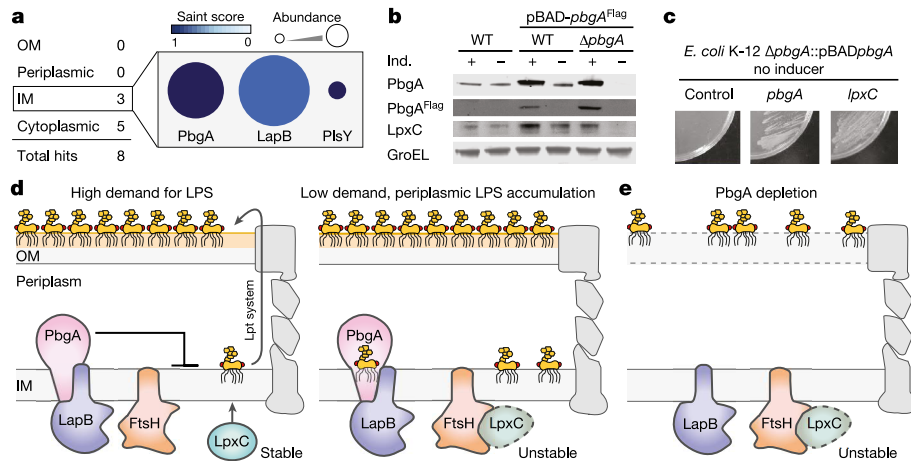 a
Saint score
1 0
Abundance
OM 0
Periplasmic 0
IM 3
Cytoplasmic 5
Total hits 8
PbgA LapB PlsY
b
pBAD-pbgA^Flag
WT WT ΔpbgA
Ind. + – + – + –
PbgA
PbgA^Flag
LpxC
GroEL
c
E. coli K-12 ΔpbgA::pBADpbgA
no inducer
Control pbgA lpxC
d
High demand for LPS
OM
Periplasm
PbgA
Lpt system
IM
LapB
FtsH
LpxC
Stable
Low demand, periplasmic LPS accumulation
PbgA
LapB
FtsH
LpxC
Unstable
e
PbgA depletion
LapB
FtsH
LpxC
Unstable